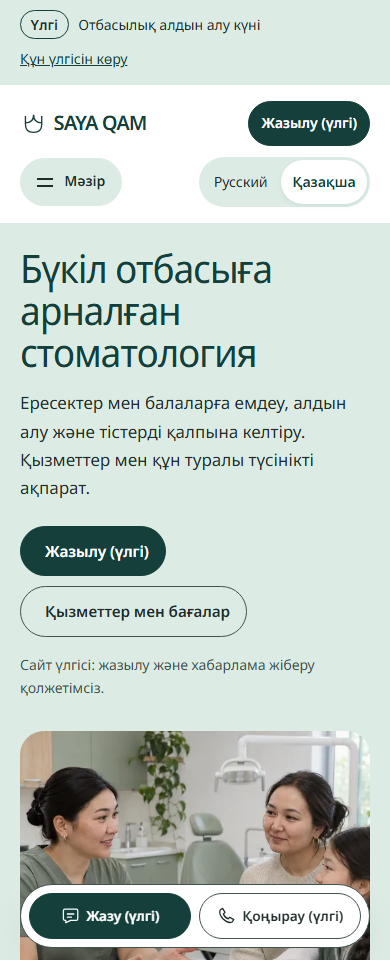 Үлгі Отбасылық алдын алу күні
Құн үлгісін көру
SAYA QAM
Жазылу (үлгі)
Мәзір
Русский Қазақша
Бүкіл отбасыға
арналған
стоматология
Ересектер мен балаларға емдеу, алдын
алу және тістерді қалпына келтіру.
Қызметтер мен құн туралы түсінікті
ақпарат.
Жазылу (үлгі)
Қызметтер мен бағалар
Сайт үлгісі: жазылу және хабарлама жіберу
қолжетімсіз.
Жазу (үлгі)
Қоңырау (үлгі)